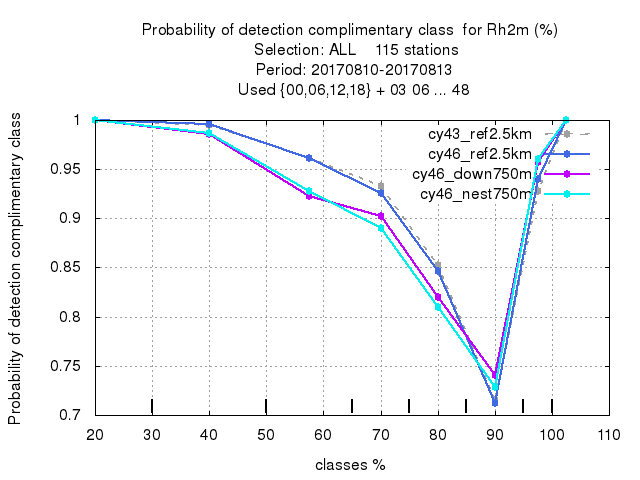 Probability of detection complimentary class  for Rh2m (%)
Selection: ALL    115 stations
Period: 20170810-20170813
Used {00,06,12,18} + 03 06 ... 48
Probability of detection complimentary class
1
0.95
0.9
0.85
0.8
0.75
0.7
cy43_ref2.5km
cy46_ref2.5km
cy46_down750m
cy46_nest750m
20 30 40 50 60 70 80 90 100 110
classes %